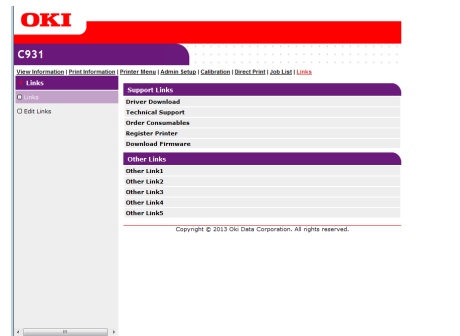 OKI
C931
View Information | Print Information | Printer Menu | Admin Setup | Calibration | Direct Print | Job List | Links
Links
Links
Edit Links
Support Links
Driver Download
Technical Support
Order Consumables
Register Printer
Download Firmware
Other Links
Other Link1
Other Link2
Other Link3
Other Link4
Other Link5
Copyright © 2013 Oki Data Corporation. All rights reserved.